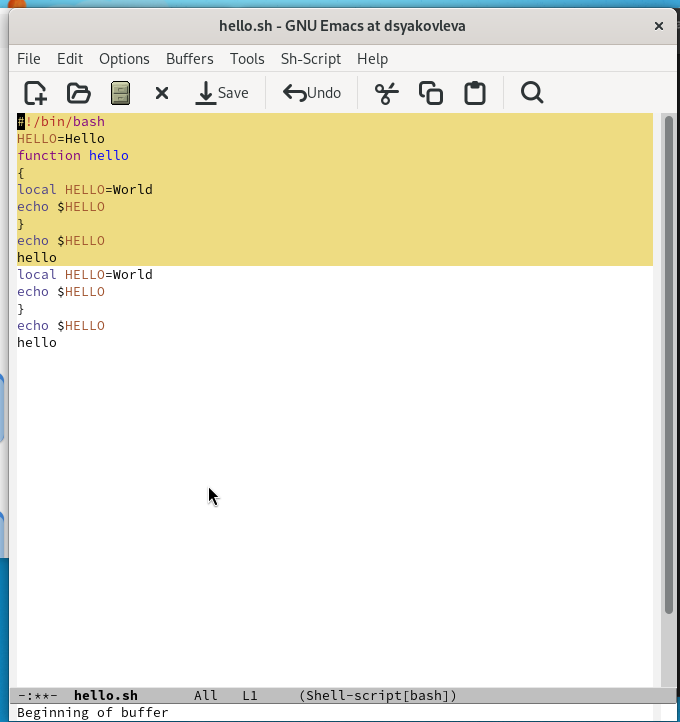 hello.sh - GNU Emacs at dsyakovleva
File Edit Options Buffers Tools Sh-Script Help
Save Undo
#!/bin/bash
HELLO=Hello
function hello
{
local HELLO=World
echo $HELLO
}
echo $HELLO
hello
local HELLO=World
echo $HELLO
}
echo $HELLO
hello
-:**- hello.sh All L1 (Shell-script[bash])
Beginning of buffer